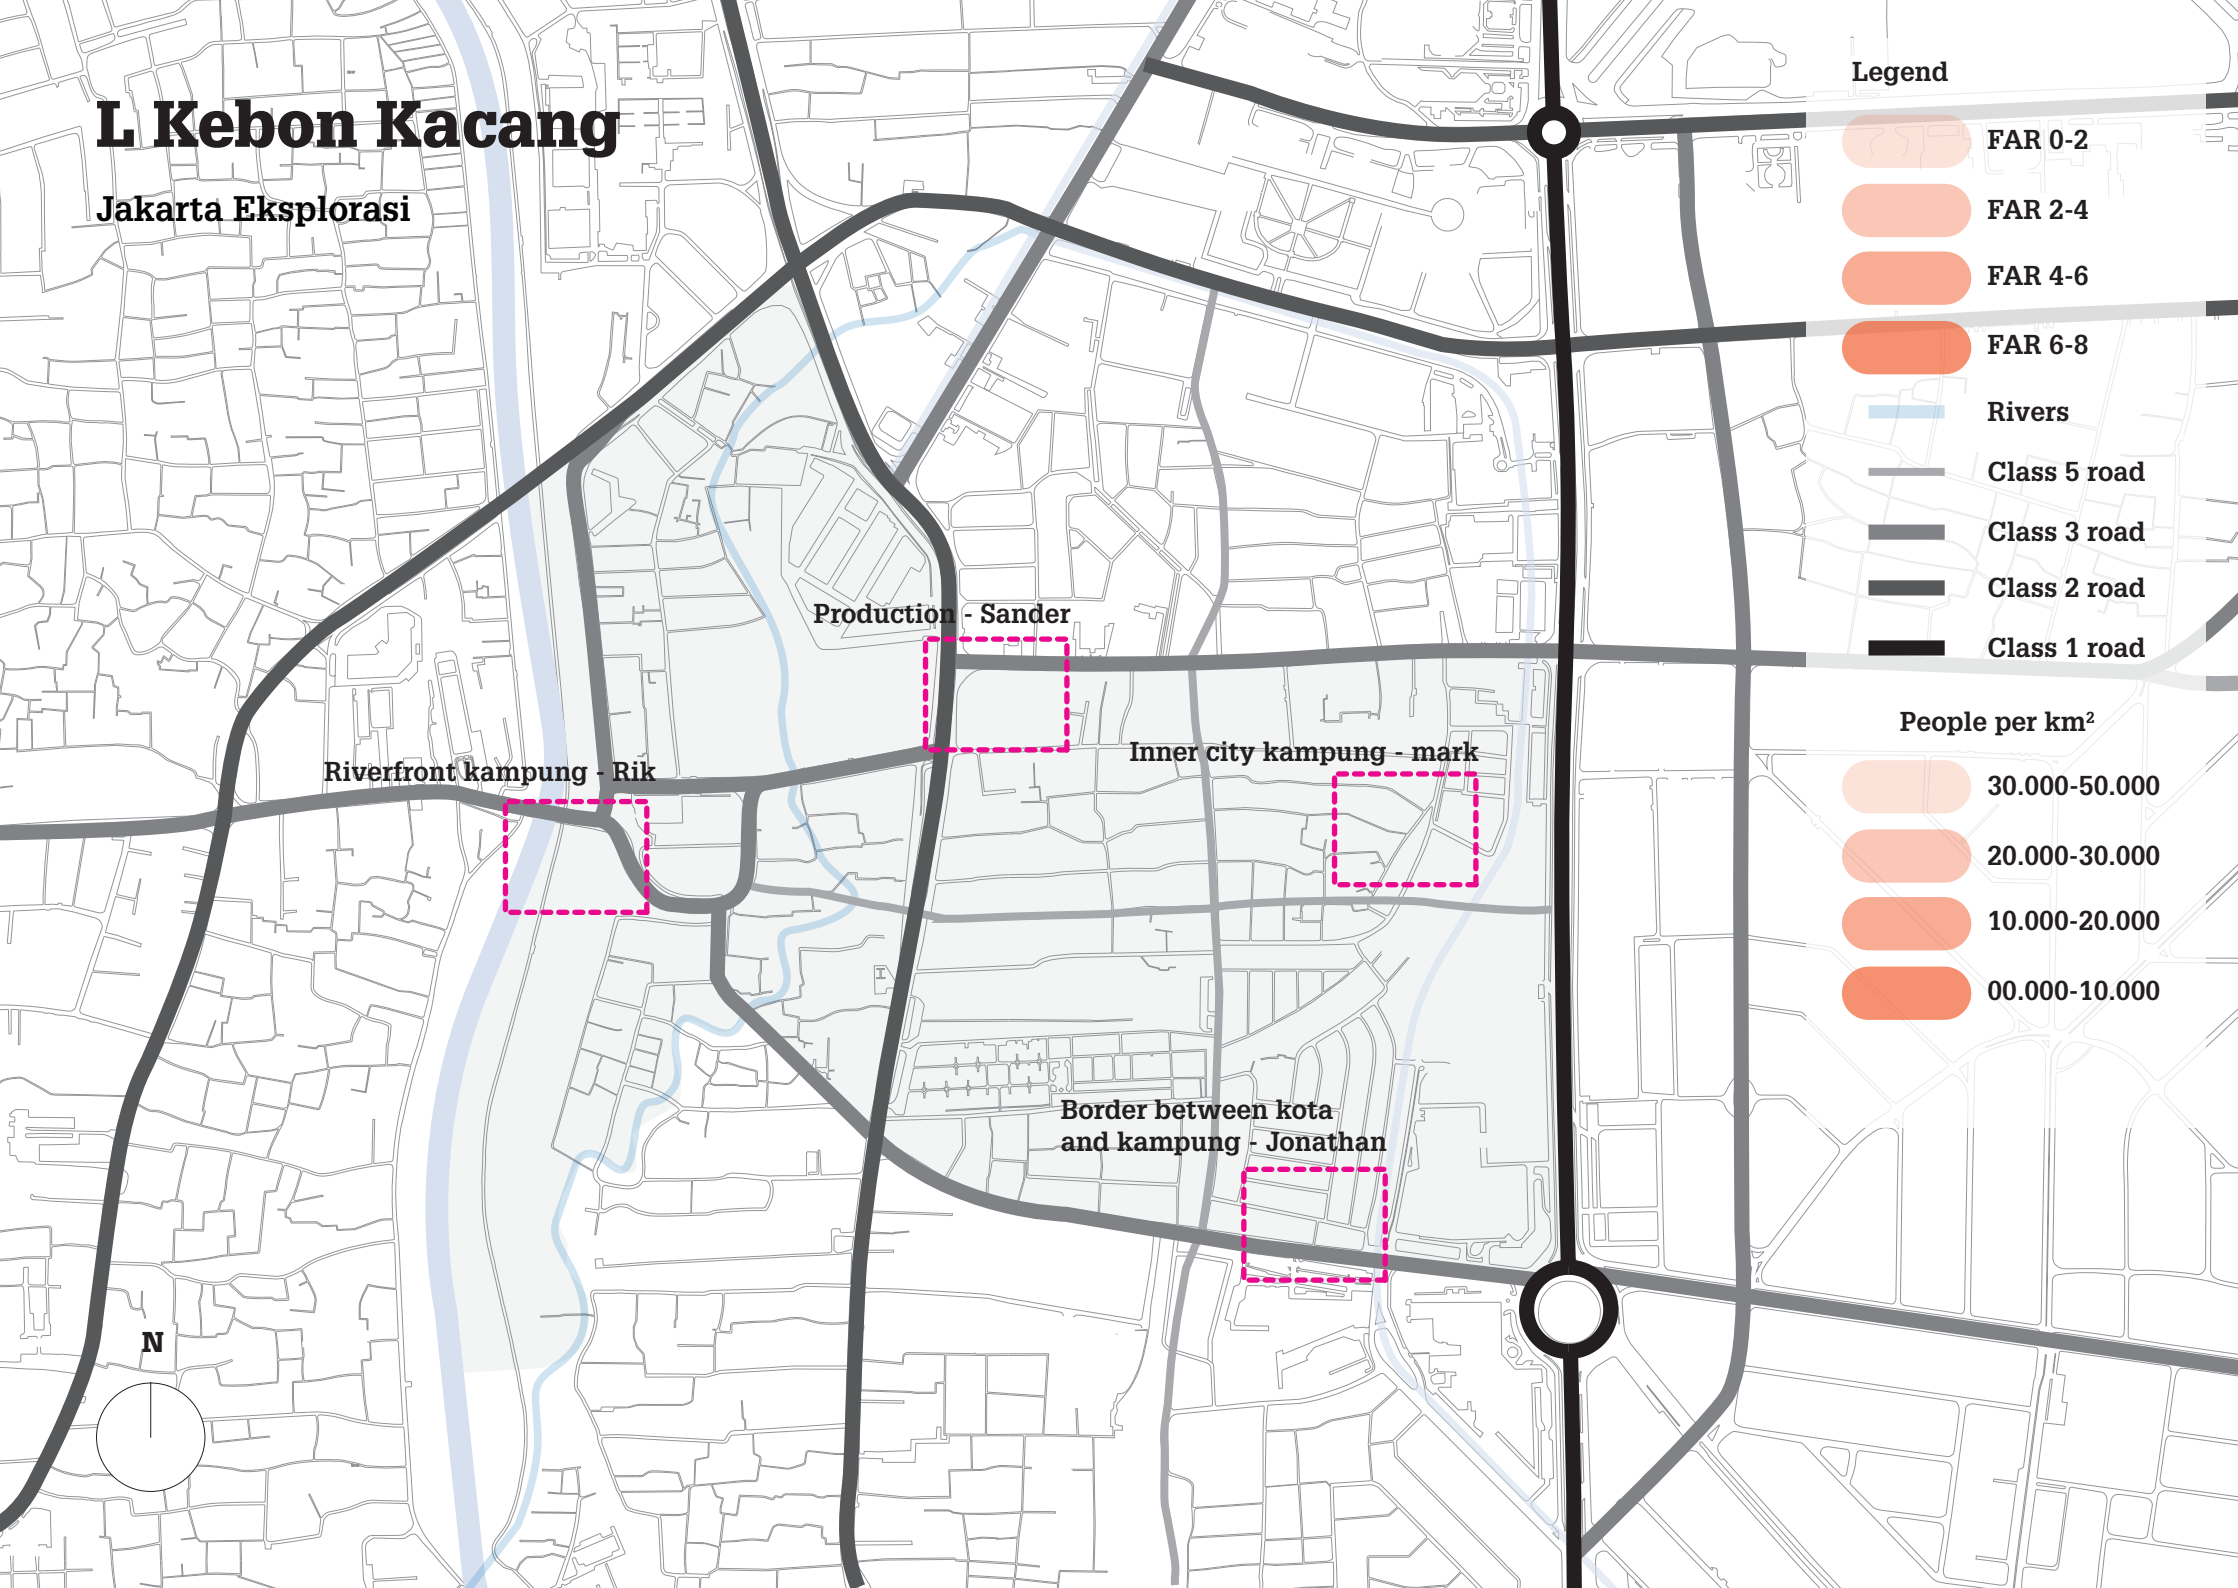 L Kebon Kacang
Jakarta Eksplorasi
Legend
FAR 0-2
FAR 2-4
FAR 4-6
FAR 6-8
Rivers
Class 5 road
Class 3 road
Class 2 road
Class 1 road
People per km²
30.000-50.000
20.000-30.000
10.000-20.000
00.000-10.000
Production - Sander
Inner city kampung - mark
Riverfront kampung - Rik
Border between kota
and kampung - Jonathan
N